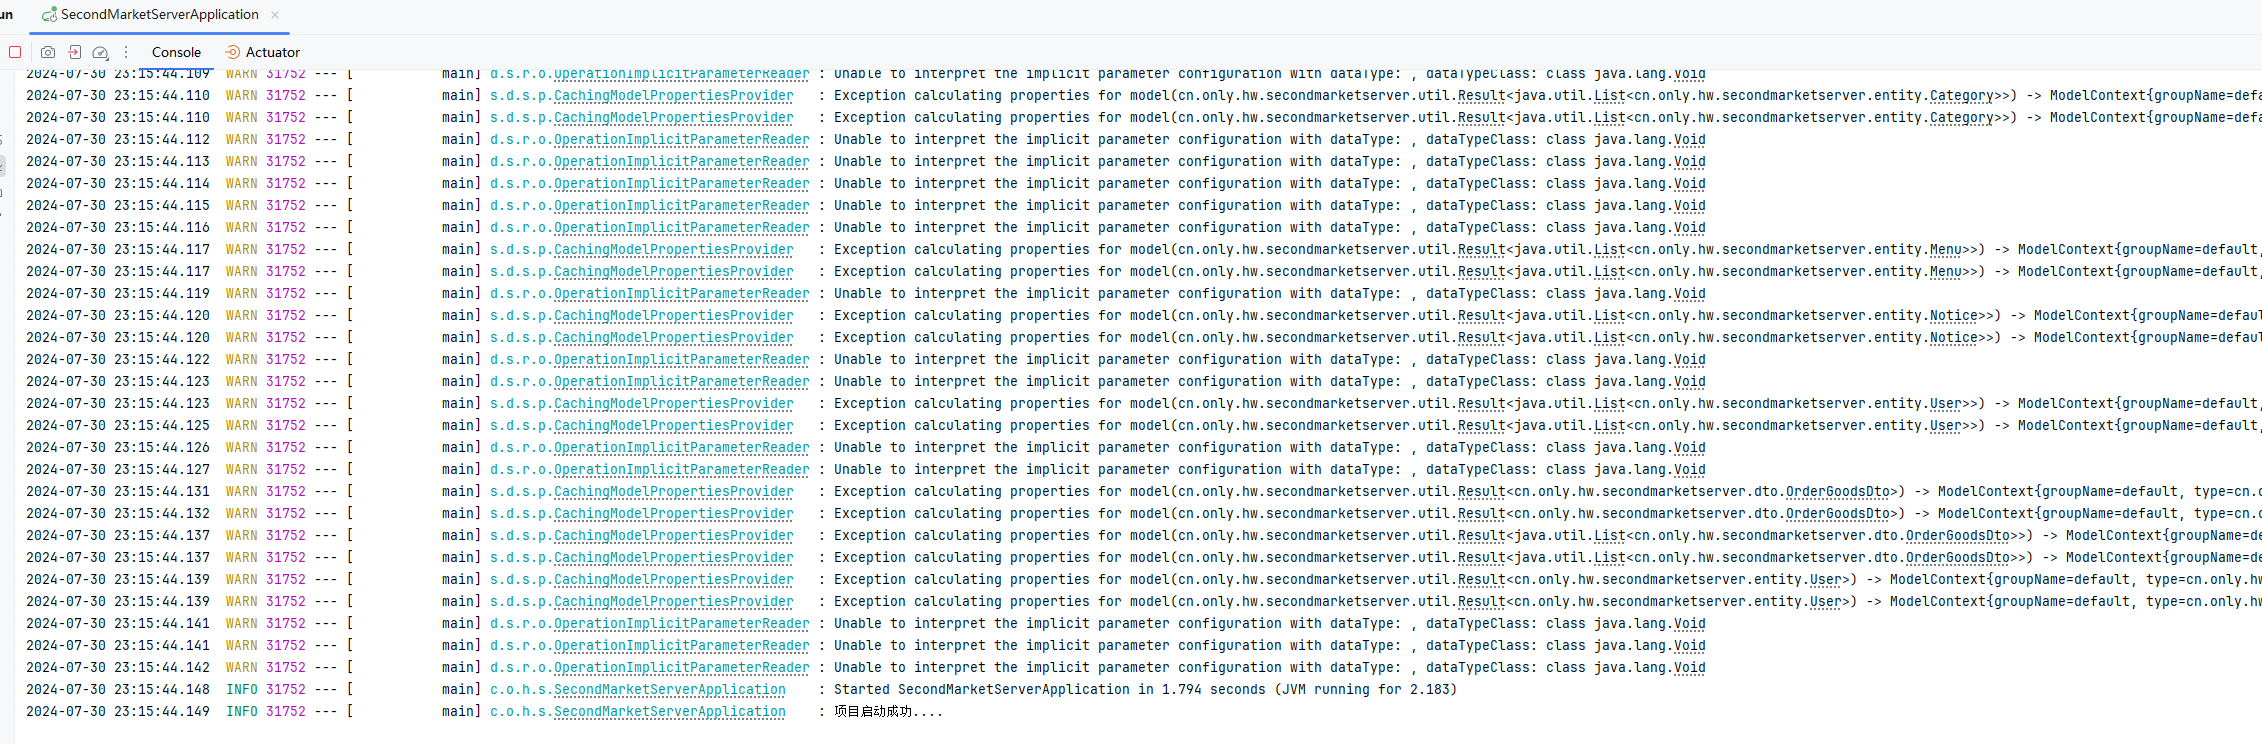 un SecondMarketServerApplication ×
Console Actuator
2024-07-30 23:15:44.109  WARN 31752 --- [           main] d.s.r.o.OperationImplicitParameterReader : Unable to interpret the implicit parameter configuration with dataType: , dataTypeClass: class java.lang.Void
2024-07-30 23:15:44.110  WARN 31752 --- [           main] s.d.s.p.CachingModelPropertiesProvider   : Exception calculating properties for model(cn.only.hw.secondmarketserver.util.Result<java.util.List<cn.only.hw.secondmarketserver.entity.Category>>) -> ModelContext{groupName=defa
2024-07-30 23:15:44.110  WARN 31752 --- [           main] s.d.s.p.CachingModelPropertiesProvider   : Exception calculating properties for model(cn.only.hw.secondmarketserver.util.Result<java.util.List<cn.only.hw.secondmarketserver.entity.Category>>) -> ModelContext{groupName=defa
2024-07-30 23:15:44.112  WARN 31752 --- [           main] d.s.r.o.OperationImplicitParameterReader : Unable to interpret the implicit parameter configuration with dataType: , dataTypeClass: class java.lang.Void
2024-07-30 23:15:44.113  WARN 31752 --- [           main] d.s.r.o.OperationImplicitParameterReader : Unable to interpret the implicit parameter configuration with dataType: , dataTypeClass: class java.lang.Void
2024-07-30 23:15:44.114  WARN 31752 --- [           main] d.s.r.o.OperationImplicitParameterReader : Unable to interpret the implicit parameter configuration with dataType: , dataTypeClass: class java.lang.Void
2024-07-30 23:15:44.115  WARN 31752 --- [           main] d.s.r.o.OperationImplicitParameterReader : Unable to interpret the implicit parameter configuration with dataType: , dataTypeClass: class java.lang.Void
2024-07-30 23:15:44.116  WARN 31752 --- [           main] d.s.r.o.OperationImplicitParameterReader : Unable to interpret the implicit parameter configuration with dataType: , dataTypeClass: class java.lang.Void
2024-07-30 23:15:44.117  WARN 31752 --- [           main] s.d.s.p.CachingModelPropertiesProvider   : Exception calculating properties for model(cn.only.hw.secondmarketserver.util.Result<java.util.List<cn.only.hw.secondmarketserver.entity.Menu>>) -> ModelContext{groupName=default,
2024-07-30 23:15:44.117  WARN 31752 --- [           main] s.d.s.p.CachingModelPropertiesProvider   : Exception calculating properties for model(cn.only.hw.secondmarketserver.util.Result<java.util.List<cn.only.hw.secondmarketserver.entity.Menu>>) -> ModelContext{groupName=default,
2024-07-30 23:15:44.119  WARN 31752 --- [           main] d.s.r.o.OperationImplicitParameterReader : Unable to interpret the implicit parameter configuration with dataType: , dataTypeClass: class java.lang.Void
2024-07-30 23:15:44.120  WARN 31752 --- [           main] s.d.s.p.CachingModelPropertiesProvider   : Exception calculating properties for model(cn.only.hw.secondmarketserver.util.Result<java.util.List<cn.only.hw.secondmarketserver.entity.Notice>>) -> ModelContext{groupName=defaul
2024-07-30 23:15:44.120  WARN 31752 --- [           main] s.d.s.p.CachingModelPropertiesProvider   : Exception calculating properties for model(cn.only.hw.secondmarketserver.util.Result<java.util.List<cn.only.hw.secondmarketserver.entity.Notice>>) -> ModelContext{groupName=defaul
2024-07-30 23:15:44.122  WARN 31752 --- [           main] d.s.r.o.OperationImplicitParameterReader : Unable to interpret the implicit parameter configuration with dataType: , dataTypeClass: class java.lang.Void
2024-07-30 23:15:44.123  WARN 31752 --- [           main] d.s.r.o.OperationImplicitParameterReader : Unable to interpret the implicit parameter configuration with dataType: , dataTypeClass: class java.lang.Void
2024-07-30 23:15:44.123  WARN 31752 --- [           main] s.d.s.p.CachingModelPropertiesProvider   : Exception calculating properties for model(cn.only.hw.secondmarketserver.util.Result<java.util.List<cn.only.hw.secondmarketserver.entity.User>>) -> ModelContext{groupName=default,
2024-07-30 23:15:44.125  WARN 31752 --- [           main] s.d.s.p.CachingModelPropertiesProvider   : Exception calculating properties for model(cn.only.hw.secondmarketserver.util.Result<java.util.List<cn.only.hw.secondmarketserver.entity.User>>) -> ModelContext{groupName=default,
2024-07-30 23:15:44.126  WARN 31752 --- [           main] d.s.r.o.OperationImplicitParameterReader : Unable to interpret the implicit parameter configuration with dataType: , dataTypeClass: class java.lang.Void
2024-07-30 23:15:44.127  WARN 31752 --- [           main] d.s.r.o.OperationImplicitParameterReader : Unable to interpret the implicit parameter configuration with dataType: , dataTypeClass: class java.lang.Void
2024-07-30 23:15:44.131  WARN 31752 --- [           main] s.d.s.p.CachingModelPropertiesProvider   : Exception calculating properties for model(cn.only.hw.secondmarketserver.util.Result<cn.only.hw.secondmarketserver.dto.OrderGoodsDto>) -> ModelContext{groupName=default, type=cn.o
2024-07-30 23:15:44.132  WARN 31752 --- [           main] s.d.s.p.CachingModelPropertiesProvider   : Exception calculating properties for model(cn.only.hw.secondmarketserver.util.Result<cn.only.hw.secondmarketserver.dto.OrderGoodsDto>) -> ModelContext{groupName=default, type=cn.o
2024-07-30 23:15:44.137  WARN 31752 --- [           main] s.d.s.p.CachingModelPropertiesProvider   : Exception calculating properties for model(cn.only.hw.secondmarketserver.util.Result<java.util.List<cn.only.hw.secondmarketserver.dto.OrderGoodsDto>>) -> ModelContext{groupName=de
2024-07-30 23:15:44.137  WARN 31752 --- [           main] s.d.s.p.CachingModelPropertiesProvider   : Exception calculating properties for model(cn.only.hw.secondmarketserver.util.Result<java.util.List<cn.only.hw.secondmarketserver.dto.OrderGoodsDto>>) -> ModelContext{groupName=de
2024-07-30 23:15:44.139  WARN 31752 --- [           main] s.d.s.p.CachingModelPropertiesProvider   : Exception calculating properties for model(cn.only.hw.secondmarketserver.util.Result<cn.only.hw.secondmarketserver.entity.User>) -> ModelContext{groupName=default, type=cn.only.hw
2024-07-30 23:15:44.139  WARN 31752 --- [           main] s.d.s.p.CachingModelPropertiesProvider   : Exception calculating properties for model(cn.only.hw.secondmarketserver.util.Result<cn.only.hw.secondmarketserver.entity.User>) -> ModelContext{groupName=default, type=cn.only.hw
2024-07-30 23:15:44.141  WARN 31752 --- [           main] d.s.r.o.OperationImplicitParameterReader : Unable to interpret the implicit parameter configuration with dataType: , dataTypeClass: class java.lang.Void
2024-07-30 23:15:44.141  WARN 31752 --- [           main] d.s.r.o.OperationImplicitParameterReader : Unable to interpret the implicit parameter configuration with dataType: , dataTypeClass: class java.lang.Void
2024-07-30 23:15:44.142  WARN 31752 --- [           main] d.s.r.o.OperationImplicitParameterReader : Unable to interpret the implicit parameter configuration with dataType: , dataTypeClass: class java.lang.Void
2024-07-30 23:15:44.148  INFO 31752 --- [           main] c.o.h.s.SecondMarketServerApplication    : Started SecondMarketServerApplication in 1.794 seconds (JVM running for 2.183)
2024-07-30 23:15:44.149  INFO 31752 --- [           main] c.o.h.s.SecondMarketServerApplication    : 项目启动成功....